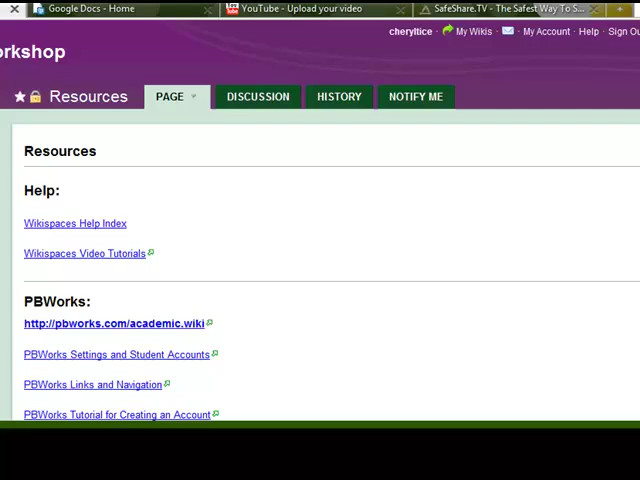 Google Docs - Home
YouTube - Upload your video
SafeShare.TV - The Safest Way To S...
cheryltice · My Wikis · My Account · Help · Sign Ou
orkshop
Resources
PAGE
DISCUSSION
HISTORY
NOTIFY ME
Resources
Help:
Wikispaces Help Index
Wikispaces Video Tutorials
PBWorks:
http://pbworks.com/academic.wiki
PBWorks Settings and Student Accounts
PBWorks Links and Navigation
PBWorks Tutorial for Creating an Account